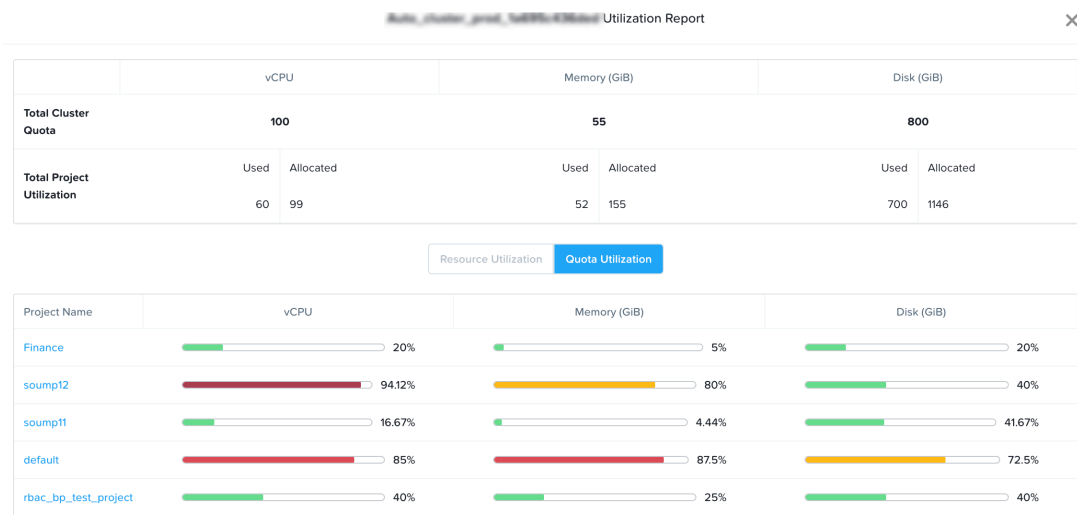 Utilization Report
vCPU Memory (GiB) Disk (GiB)
Total Cluster
Quota
100 55 800
Total Project
Utilization
Used Allocated Used Allocated Used Allocated
60 99 52 155 700 1146
Resource Utilization Quota Utilization
Project Name vCPU Memory (GiB) Disk (GiB)
Finance 20% 5% 20%
soump12 94.12% 80% 40%
soump11 16.67% 4.44% 41.67%
default 85% 87.5% 72.5%
rbac_bp_test_project 40% 25% 40%